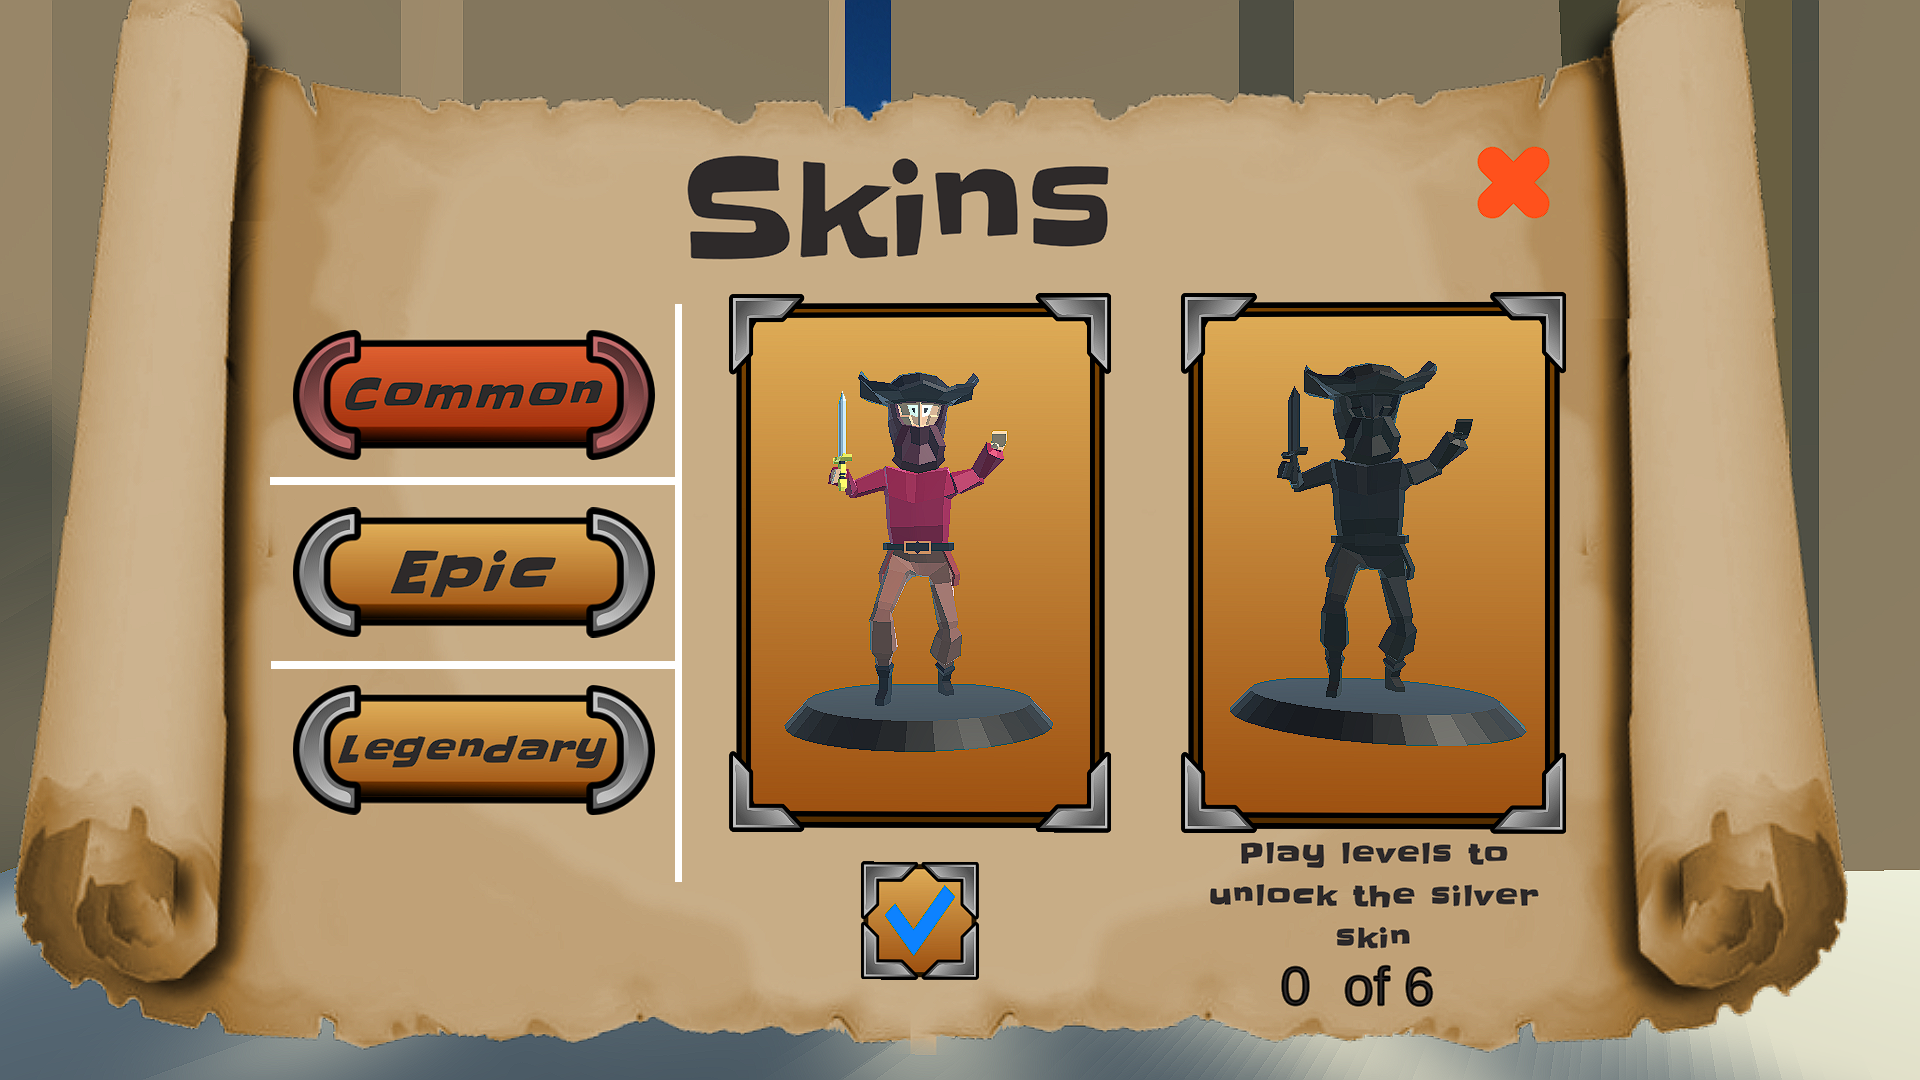 Skins
Common
Epic
Legendary
Play levels to
unlock the silver
skin
0 of 6